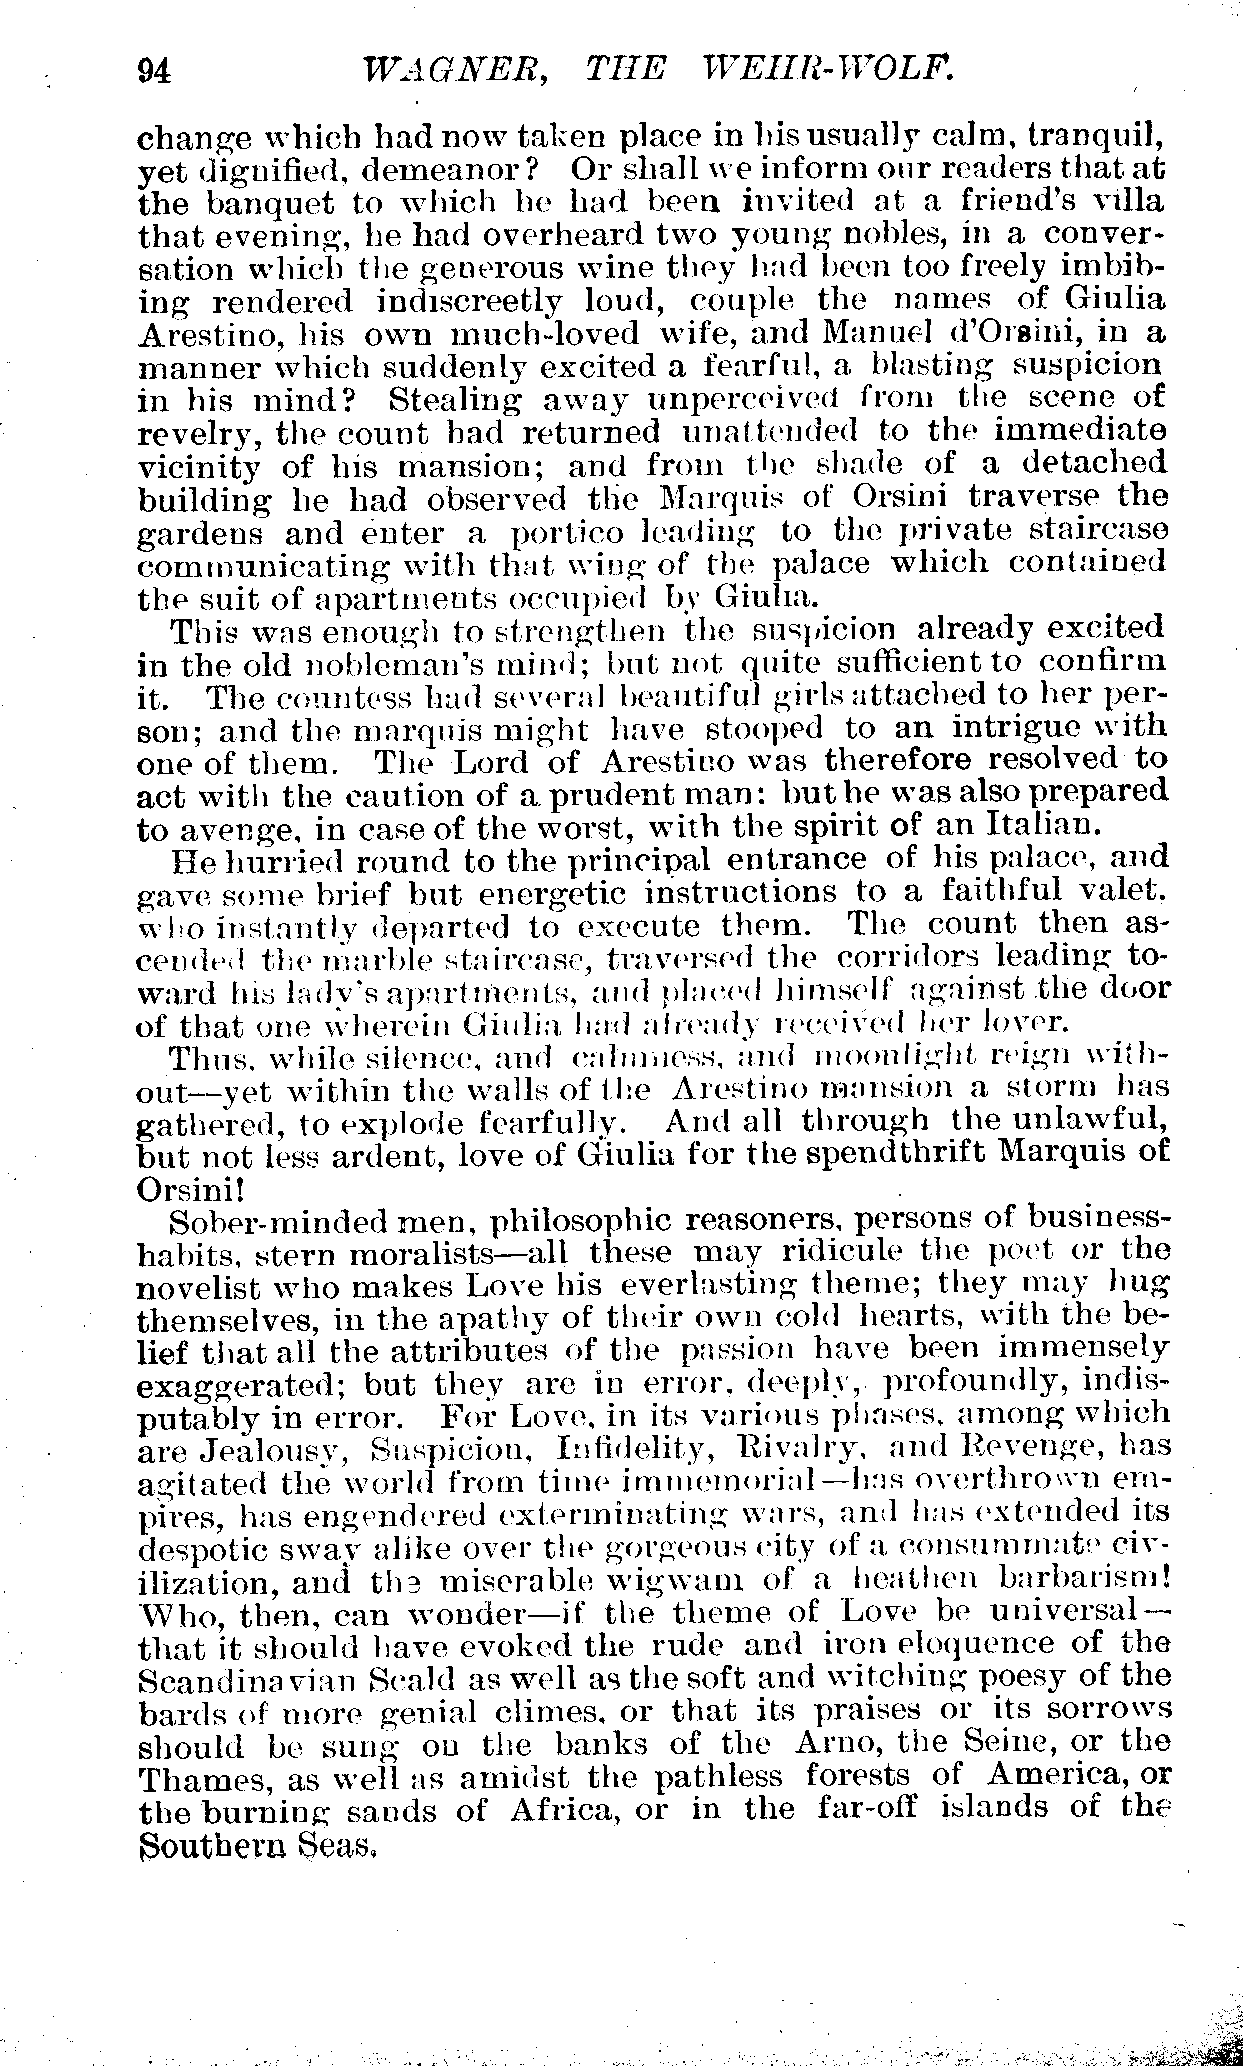 94 WAGNER, THE WEHR-WOLF.
change which had now taken place in his usually calm, tranquil,
yet dignified, demeanor? Or shall we inform our readers that at
the banquet to which he had been invited at a friend's villa
that evening, he had overheard two young nobles, in a conver-
sation which the generous wine they had been too freely imbib-
ing rendered indiscreetly loud, couple the names of Giulia
Arestino, his own much-loved wife, and Manuel d'Orsini, in a
manner which suddenly excited a fearful, a blasting suspicion
in his mind? Stealing away unperceived from the scene of
revelry, the count had returned unattended to the immediate
vicinity of his mansion; and from the shade of a detached
building he had observed the Marquis of Orsini traverse the
gardens and enter a portico leading to the private staircase
communicating with that wing of the palace which contained
the suit of apartments occupied by Giulia.
This was enough to strengthen the suspicion already excited
in the old nobleman's mind; but not quite sufficient to confirm
it. The countess had several beautiful girls attached to her per-
son; and the marquis might have stooped to an intrigue with
one of them. The Lord of Arestino was therefore resolved to
act with the caution of a prudent man: but he was also prepared
to avenge, in case of the worst, with the spirit of an Italian.
He hurried round to the principal entrance of his palace, and
gave some brief but energetic instructions to a faithful valet.
who instantly departed to execute them. The count then as-
cended the marble staircase, traversed the corridors leading to-
ward his lady's apartments, and placed himself against the door
of that one wherein Giulia had already received her lover.
Thus, while silence, and calmness, and moonlight reign with-
out—yet within the walls of the Arestino mansion a storm has
gathered, to explode fearfully. And all through the unlawful,
but not less ardent, love of Giulia for the spendthrift Marquis of
Orsini!
Sober-minded men, philosophic reasoners, persons of business-
habits, stern moralists—all these may ridicule the poet or the
novelist who makes Love his everlasting theme; they may hug
themselves, in the apathy of their own cold hearts, with the be-
lief that all the attributes of the passion have been immensely
exaggerated; but they are in error, deeply, profoundly, indis-
putably in error. For Love, in its various phases, among which
are Jealousy, Suspicion, Infidelity, Rivalry, and Revenge, has
agitated the world from time immemorial—has overthrown em-
pires, has engendered exterminating wars, and has extended its
despotic sway alike over the gorgeous city of a consummate civ-
ilization, and the miserable wigwam of a heathen barbarism!
Who, then, can wonder—if the theme of Love be universal—
that it should have evoked the rude and iron eloquence of the
Scandinavian Scald as well as the soft and witching poesy of the
bards of more genial climes, or that its praises or its sorrows
should be sung on the banks of the Arno, the Seine, or the
Thames, as well as amidst the pathless forests of America, or
the burning sands of Africa, or in the far-off islands of the
Southern Seas.